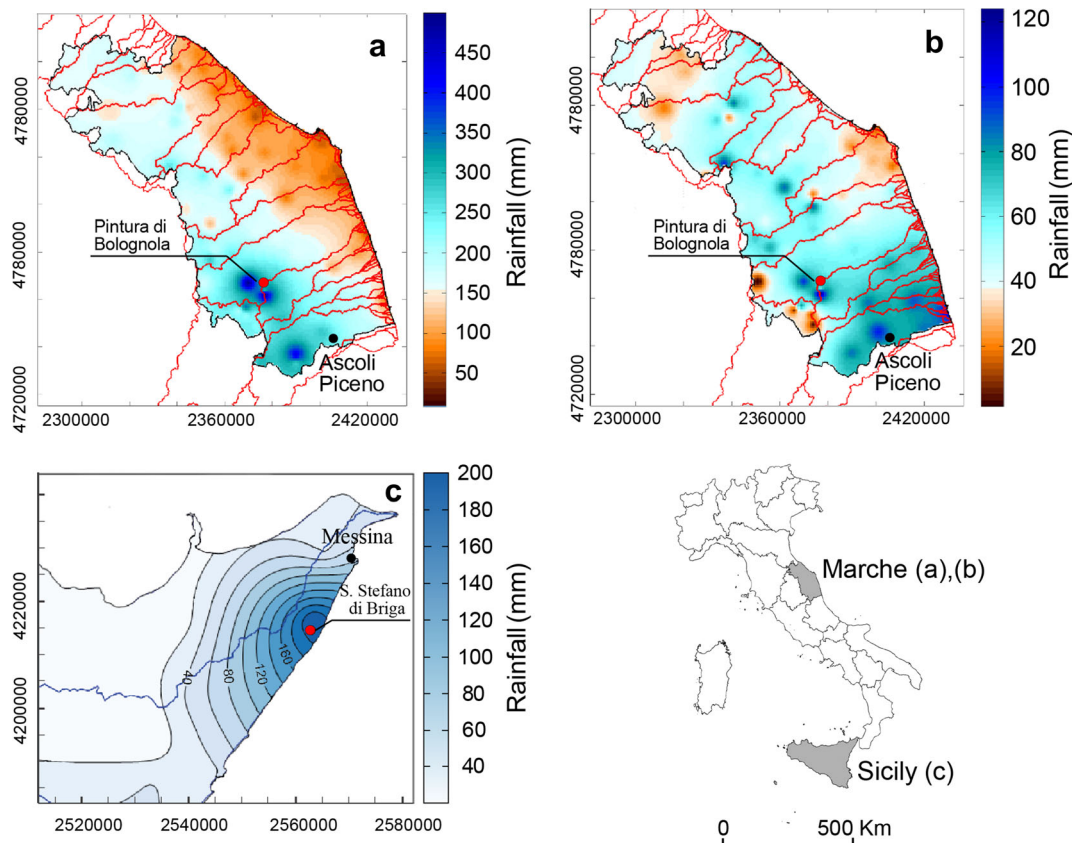 a
450
400
350
300
250
200
150
100
50
Rainfall (mm)
4780000
4780000
4720000
2300000
2360000
2420000
Pintura di
Bolognola
Ascoli
Piceno
b
120
100
80
60
40
20
Rainfall (mm)
4780000
4780000
4720000
2300000
2360000
2420000
Pintura di
Bolognola
Ascoli
Piceno
c
200
180
160
140
120
100
80
60
40
20
Rainfall (mm)
4220000
4200000
2520000
2540000
2560000
2580000
Messina
S. Stefano
di Briga
40
80
120
160
Marche (a),(b)
Sicily (c)
0
500 Km